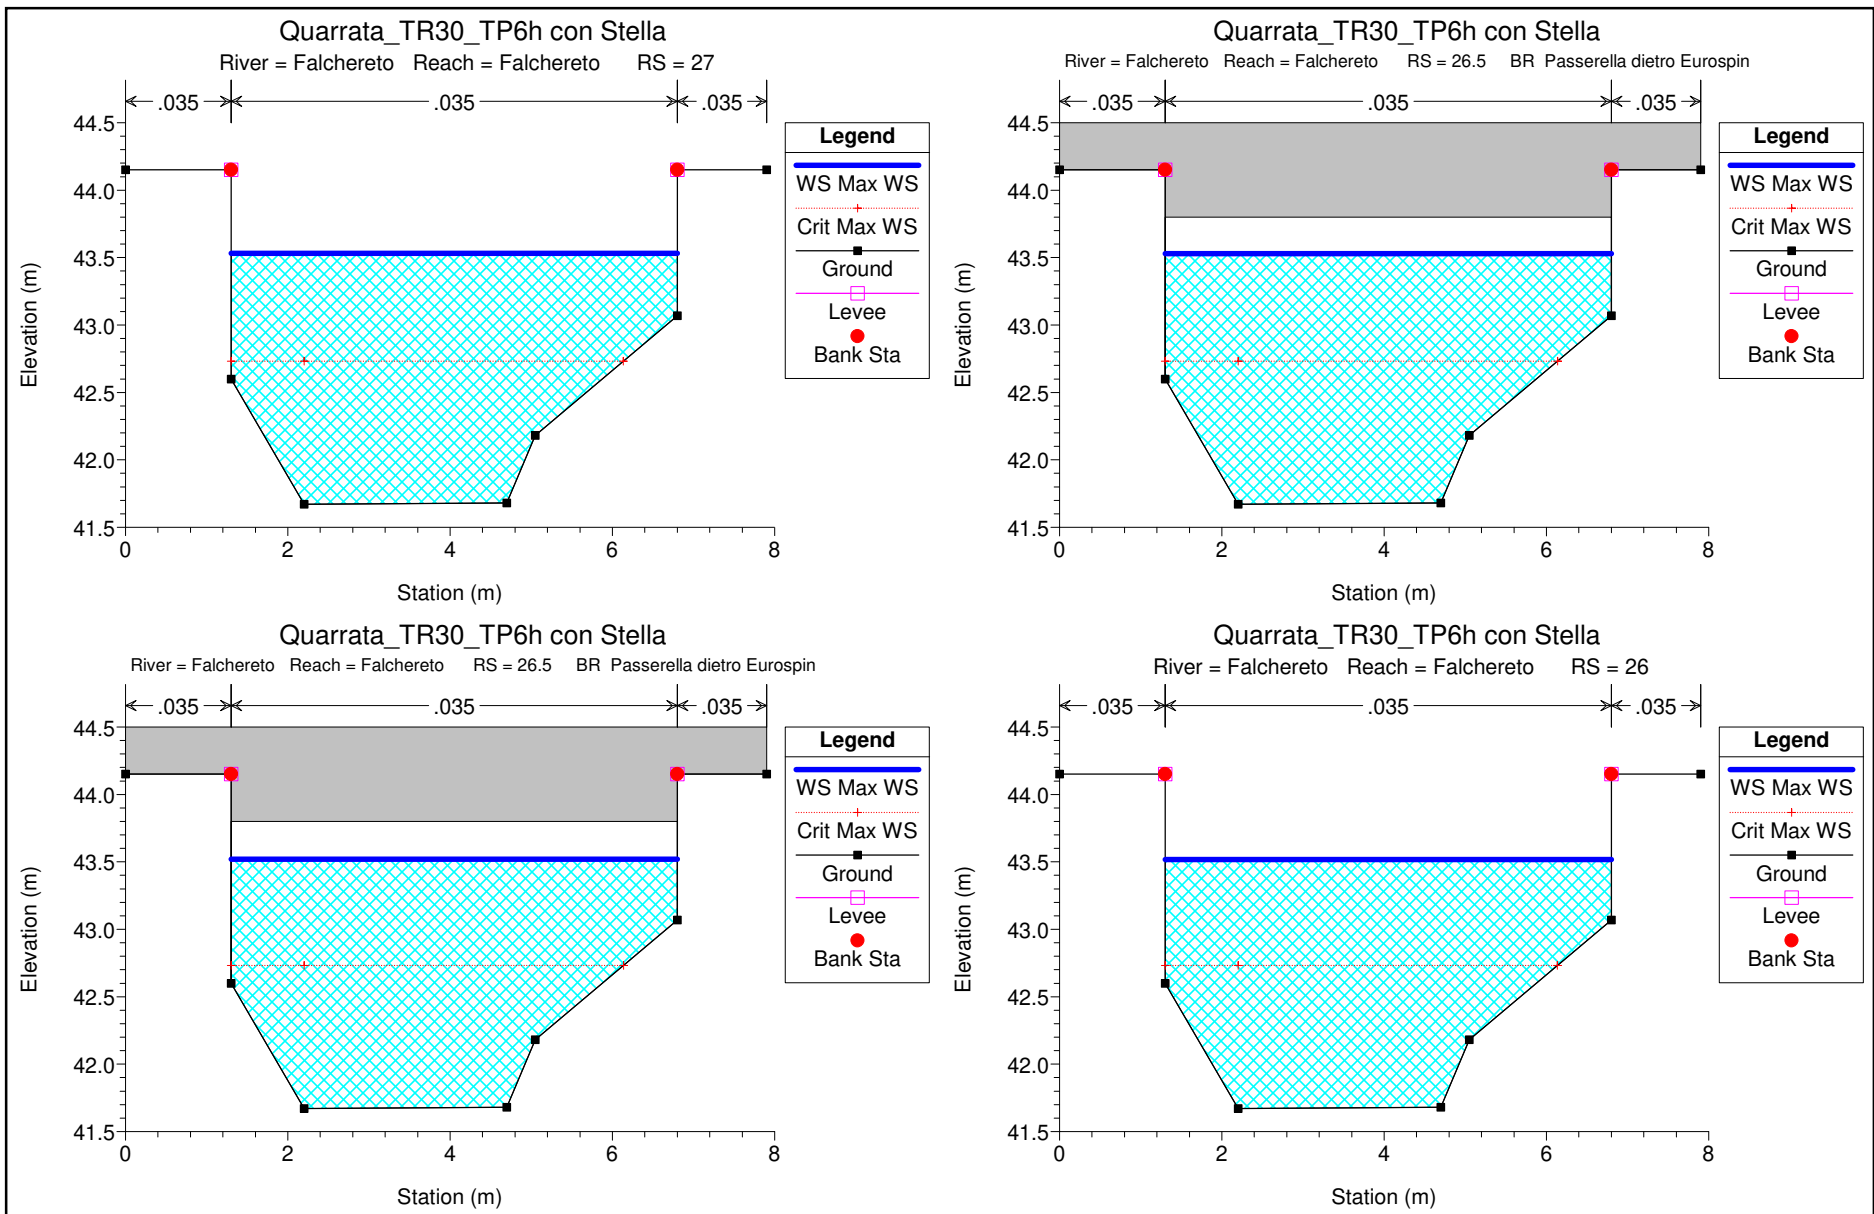 Quarrata_TR30_TP6h con Stella
River = Falchereto Reach = Falchereto RS = 27
.035 .035 .035
44.5
44.0
43.5
43.0
42.5
42.0
41.5
0 2 4 6 8
Station (m)
Elevation (m)
Legend
WS Max WS
Crit Max WS
Ground
Levee
Bank Sta
Quarrata_TR30_TP6h con Stella
River = Falchereto Reach = Falchereto RS = 26.5 BR Passerella dietro Eurospin
.035 .035 .035
44.5
44.0
43.5
43.0
42.5
42.0
41.5
0 2 4 6 8
Station (m)
Elevation (m)
Legend
WS Max WS
Crit Max WS
Ground
Levee
Bank Sta
Quarrata_TR30_TP6h con Stella
River = Falchereto Reach = Falchereto RS = 26.5 BR Passerella dietro Eurospin
.035 .035 .035
44.5
44.0
43.5
43.0
42.5
42.0
41.5
0 2 4 6 8
Station (m)
Elevation (m)
Legend
WS Max WS
Crit Max WS
Ground
Levee
Bank Sta
Quarrata_TR30_TP6h con Stella
River = Falchereto Reach = Falchereto RS = 26
.035 .035 .035
44.5
44.0
43.5
43.0
42.5
42.0
41.5
0 2 4 6 8
Station (m)
Elevation (m)
Legend
WS Max WS
Crit Max WS
Ground
Levee
Bank Sta